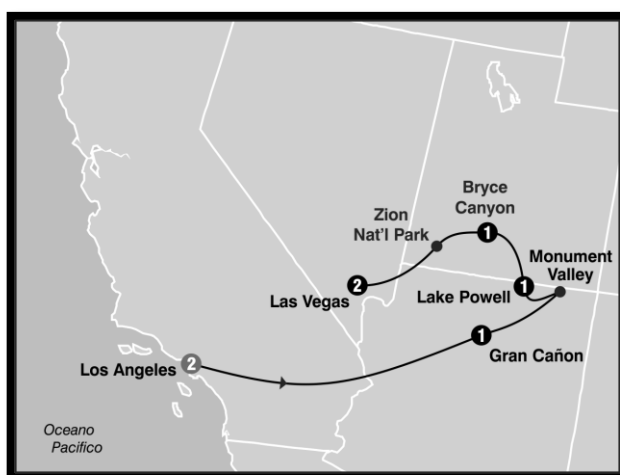 Bryce
Canyon
1
Zion
Nat'l Park
Monument
Valley
Las Vegas 2
Lake Powell 1
1
Gran Cañon
Los Angeles 2
Oceano
Pacifico